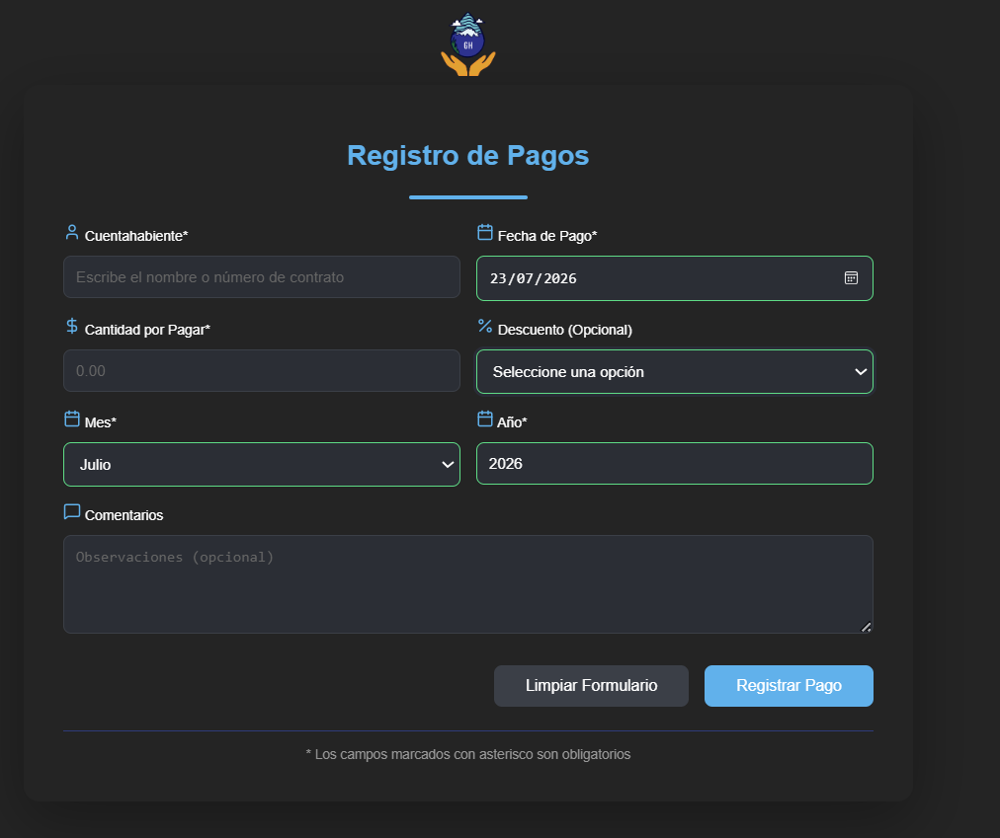 GH
Registro de Pagos
Cuentahabiente*
Fecha de Pago*
Escribe el nombre o número de contrato
23/07/2026
Cantidad por Pagar*
Descuento (Opcional)
0.00
Seleccione una opción
Mes*
Año*
Julio
2026
Comentarios
Observaciones (opcional)
Limpiar Formulario
Registrar Pago
* Los campos marcados con asterisco son obligatorios